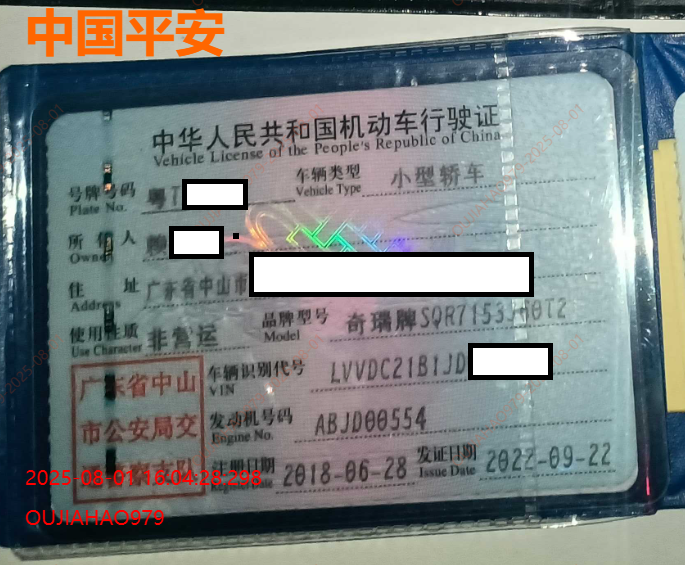 中国平安
中华人民共和国机动车行驶证
Vehicle License of the People's Republic of China
号牌号码 粤T 车辆类型 小型轿车
Plate No. Vehicle Type
所有人
Owner
住址 广东省中山市
Address
使用性质 非营运 品牌型号 奇瑞牌SQR7153
Use Character Model
车辆识别代号 LVVDC21B1JD
VIN
广东省中山
市公安局交
发动机号码 ABJD00554
Engine No.
支队 注册日期 2018-06-28 发证日期 2022-09-22
Register Date Issue Date
2025-08-01 16:04:28.298
OUJIAHAO979